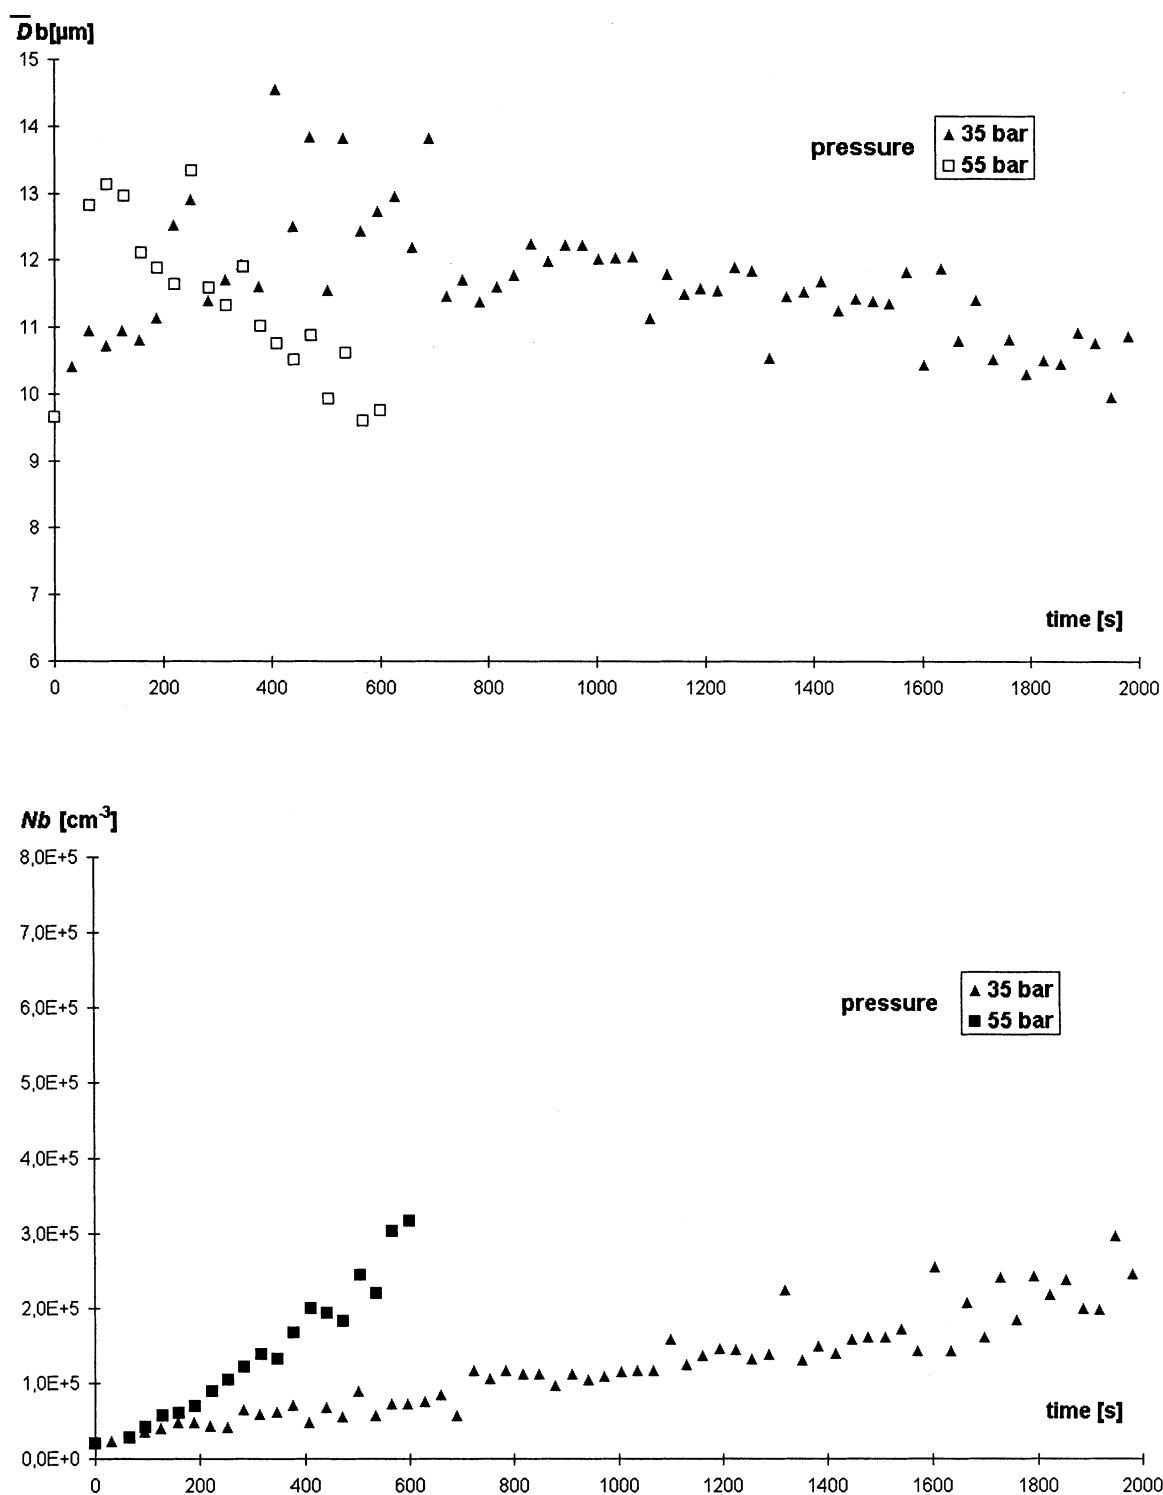 D̅b[µm]
15
14
13
12
11
10
9
8
7
6
pressure
▲ 35 bar
□ 55 bar
time [s]
0 200 400 600 800 1000 1200 1400 1600 1800 2000
Nb [cm-3]
8,0E+5
7,0E+5
6,0E+5
5,0E+5
4,0E+5
3,0E+5
2,0E+5
1,0E+5
0,0E+0
pressure
▲ 35 bar
■ 55 bar
time [s]
0 200 400 600 800 1000 1200 1400 1600 1800 2000